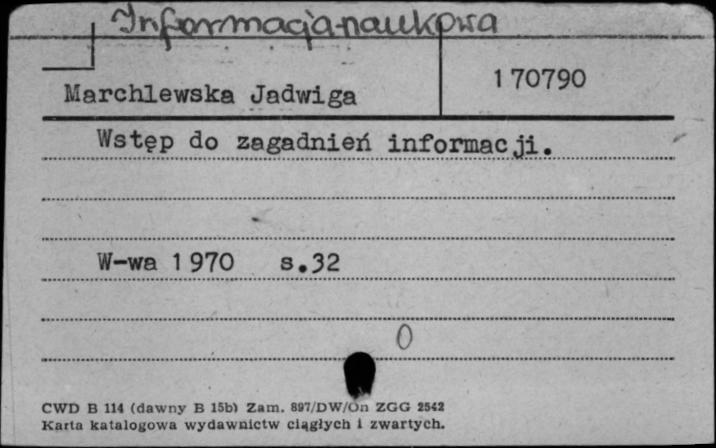 Informacja naukowa
Marchlewska Jadwiga
170790
Wstęp do zagadnień informacji.
W-wa 1970 s.32
0
CWD B 114 (dawny B 15b) Zam. 897/DW/On ZGG 2542
Karta katalogowa wydawnictw ciągłych i zwartych.